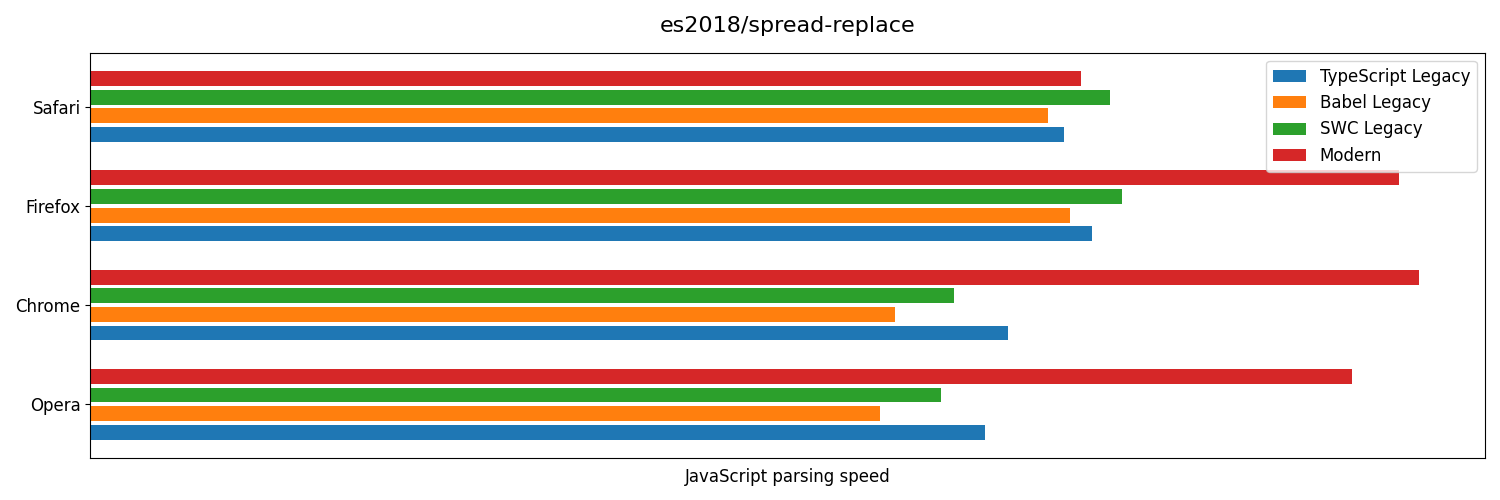 es2018/spread-replace
TypeScript Legacy
Babel Legacy
SWC Legacy
Modern
Safari
Firefox
Chrome
Opera
JavaScript parsing speed